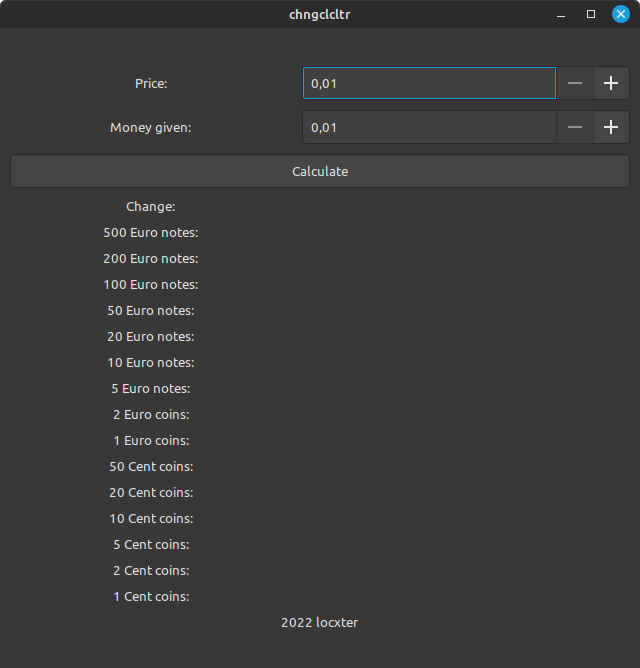 chngclcltr
Price: 0,01
Money given: 0,01
Calculate
Change:
500 Euro notes:
200 Euro notes:
100 Euro notes:
50 Euro notes:
20 Euro notes:
10 Euro notes:
5 Euro notes:
2 Euro coins:
1 Euro coins:
50 Cent coins:
20 Cent coins:
10 Cent coins:
5 Cent coins:
2 Cent coins:
1 Cent coins:
2022 locxter